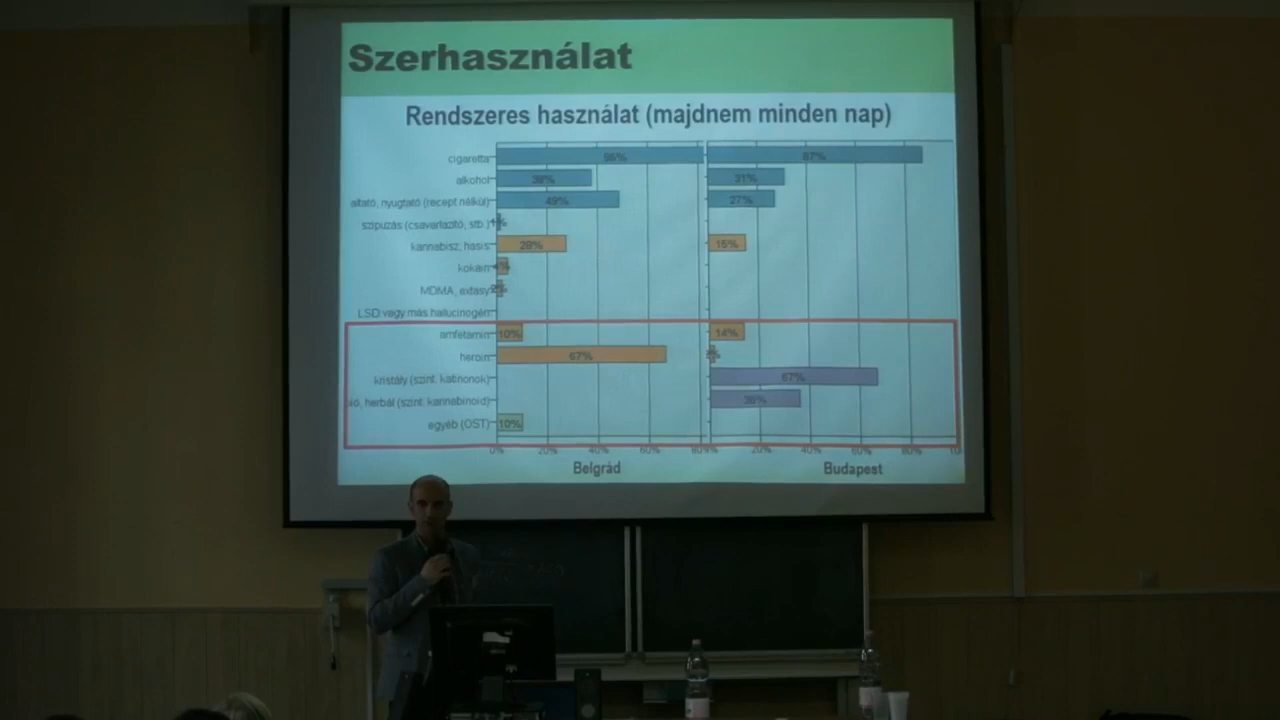 Szerhasználat
Rendszeres használat (majdnem minden nap)
cigaretta 96% 87%
alkohol 38% 31%
altató, nyugtató (recept nélkül) 49% 27%
szipuzás (csavarlazító, stb.)
kannabisz, hasis 28% 15%
kokain
MDMA, extasy
LSD vagy más hallucinogén
amfetamin 10% 14%
heroin 67%
kristály (szint. katinonok) 67%
herbál (szint. kannabinoid) 36%
egyéb (OST) 10%
0% 20% 40% 60% 20% 40% 60% 80%
Belgrád Budapest